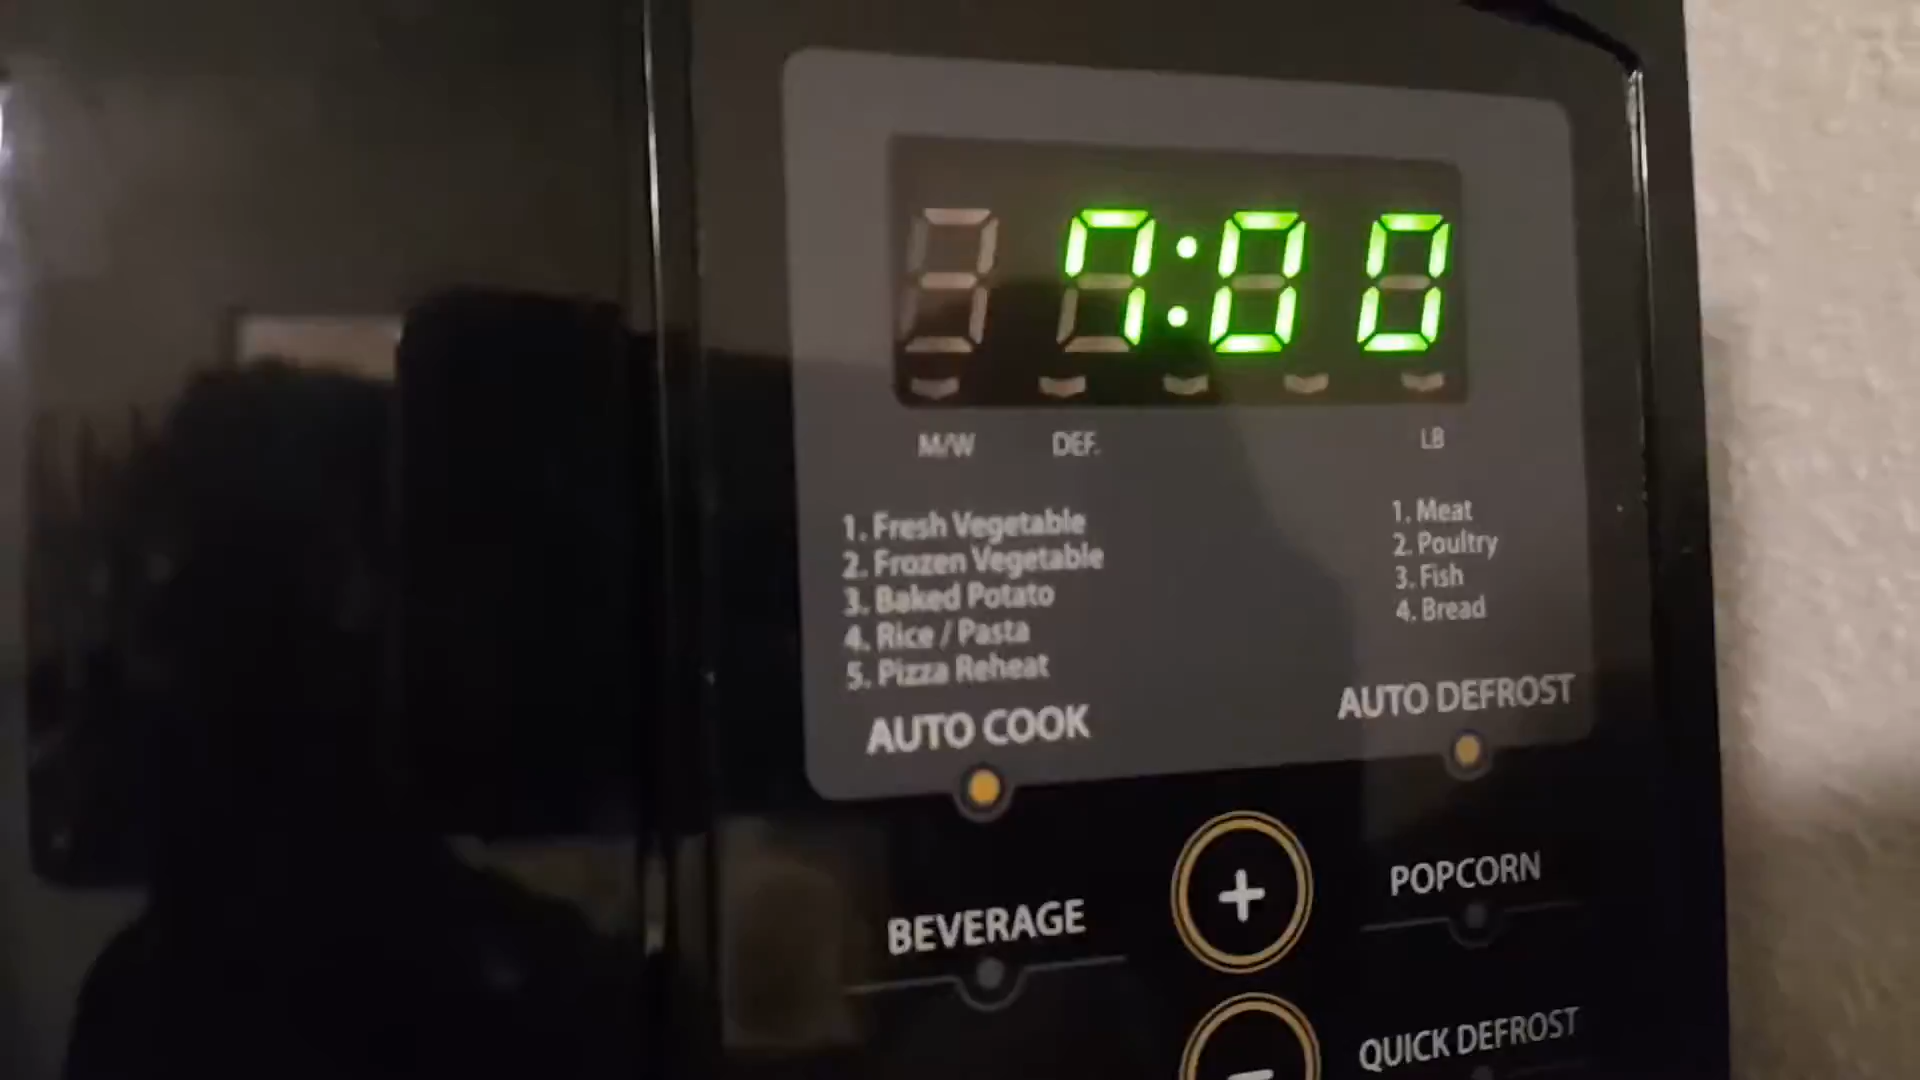 7:00
M/W DEF. LB
1. Fresh Vegetable
2. Frozen Vegetable
3. Baked Potato
4. Rice / Pasta
5. Pizza Reheat
AUTO COOK
1. Meat
2. Poultry
3. Fish
4. Bread
AUTO DEFROST
BEVERAGE
+
POPCORN
-
QUICK DEFROST